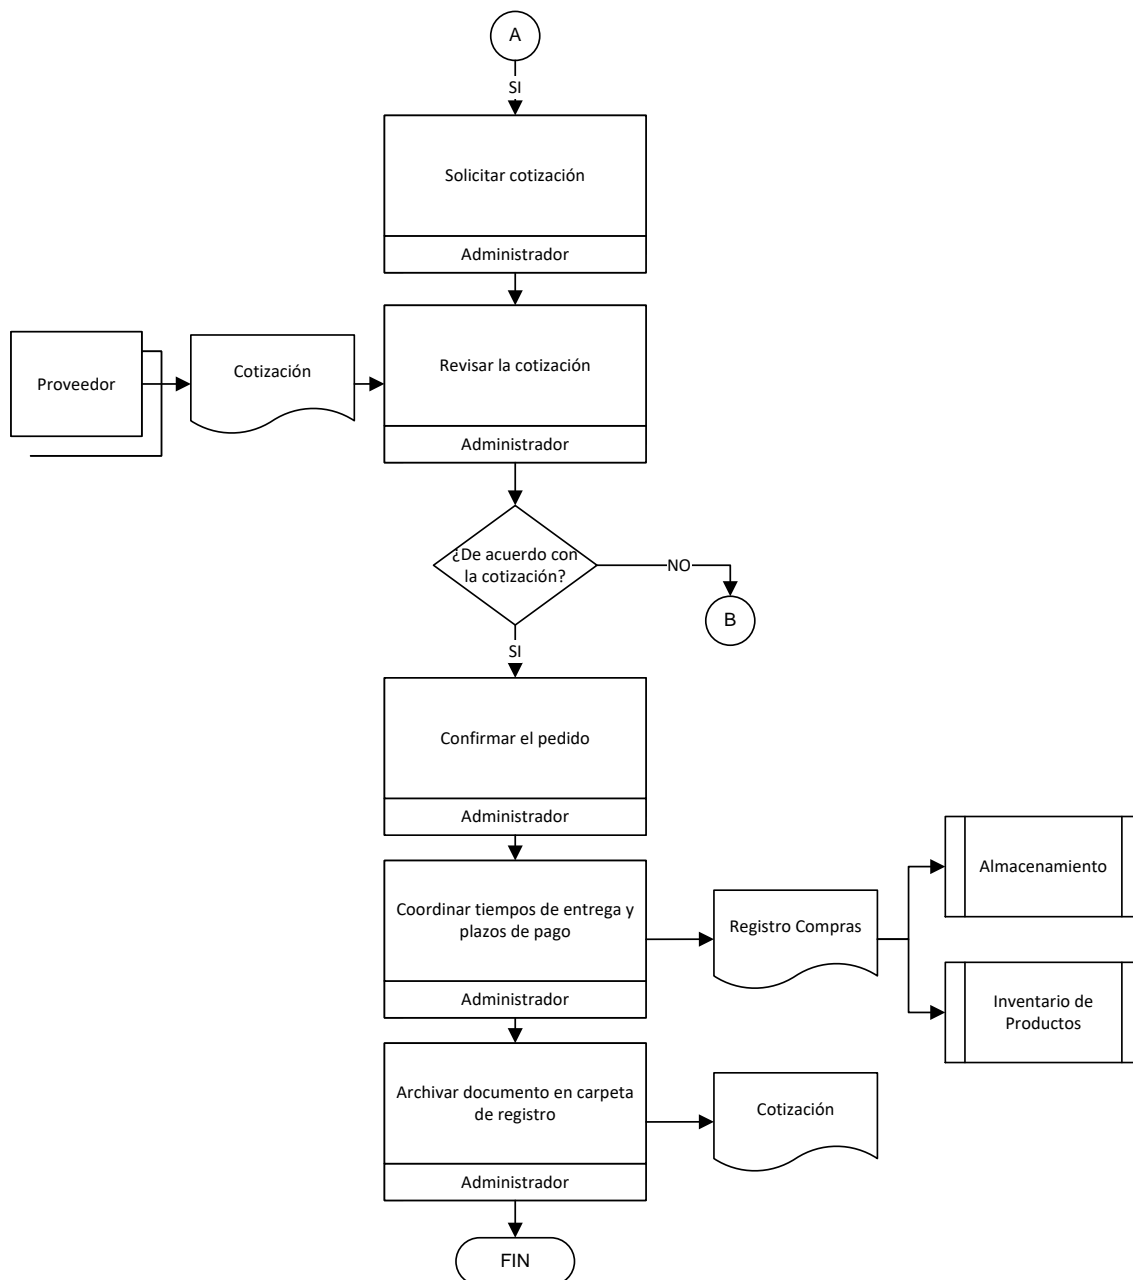 A
SI
Solicitar cotización
Administrador
Proveedor
Cotización
Revisar la cotización
Administrador
¿De acuerdo con
la cotización?
NO
B
SI
Confirmar el pedido
Administrador
Coordinar tiempos de entrega y
plazos de pago
Administrador
Registro Compras
Almacenamiento
Inventario de
Productos
Archivar documento en carpeta
de registro
Administrador
Cotización
FIN